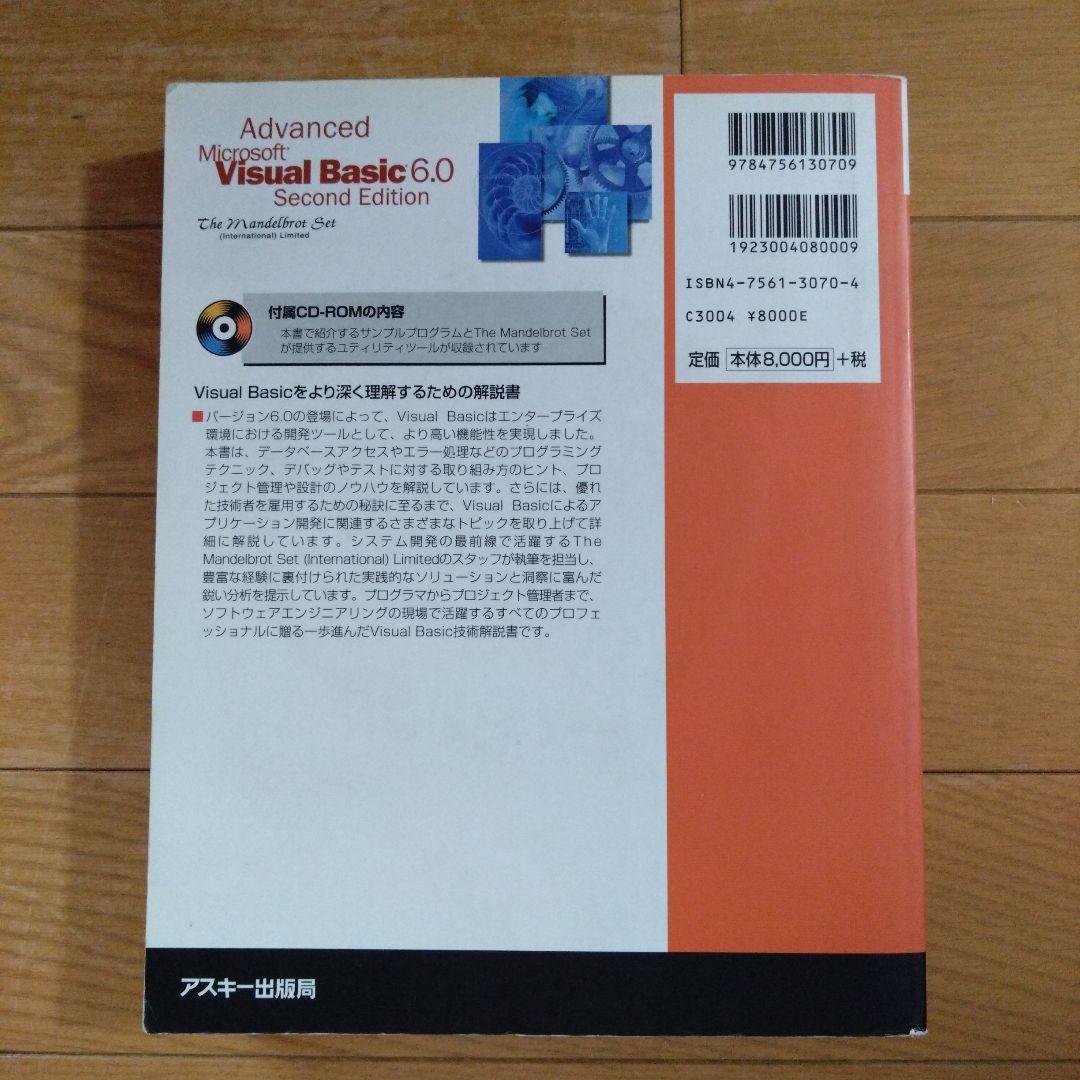 Advanced
Microsoft®
Visual Basic® 6.0
Second Edition
The Mandelbrot Set
(International) Limited
9784756130709
1923004080009
ISBN4-7561-3070-4
C3004 ¥8000E
定価 本体8,000円 +税
付属CD-ROMの内容
本書で紹介するサンプルプログラムとThe Mandelbrot Set
が提供するユティリティツールが収録されています
Visual Basicをより深く理解するための解説書
■バージョン6.0の登場によって、Visual Basicはエンタープライズ
環境における開発ツールとして、より高い機能性を実現しました。
本書は、データベースアクセスやエラー処理などのプログラミング
テクニック、デバッグやテストに対する取り組み方のヒント、プロ
ジェクト管理や設計のノウハウを解説しています。さらには、優れ
た技術者を雇用するための秘訣に至るまで、Visual Basicによるア
プリケーション開発に関連するさまざまなトピックを取り上げて詳
細に解説しています。システム開発の最前線で活躍するThe
Mandelbrot Set (International) Limitedのスタッフが執筆を担当し、
豊富な経験に裏付けられた実践的なソリューションと洞察に富んだ
鋭い分析を提示しています。プログラマからプロジェクト管理者まで、
ソフトウェアエンジニアリングの現場で活躍するすべてのプロフェ
ッショナルに贈る一歩進んだVisual Basic技術解説書です。
アスキー出版局